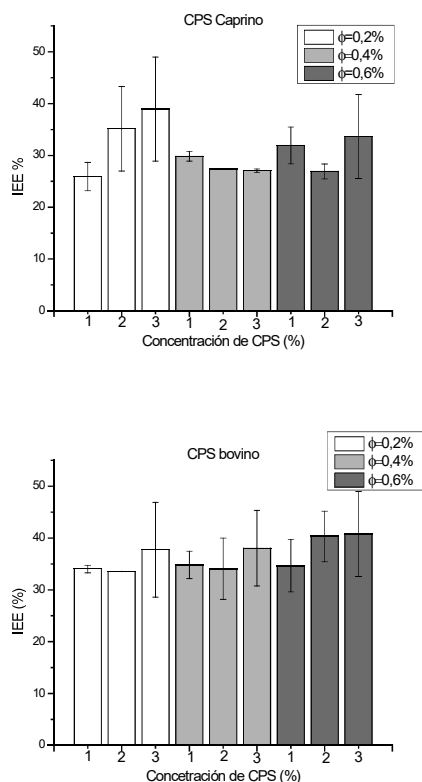 CPS Caprino
ϕ=0,2%
ϕ=0,4%
ϕ=0,6%
IEE %
50
40
30
20
10
0
1 2 3 1 2 3 1 2 3
Concentración de CPS (%)
CPS bovino
ϕ=0,2%
ϕ=0,4%
ϕ=0,6%
IEE (%)
50
40
30
20
10
0
1 2 3 1 2 3 1 2 3
Concetración de CPS (%)